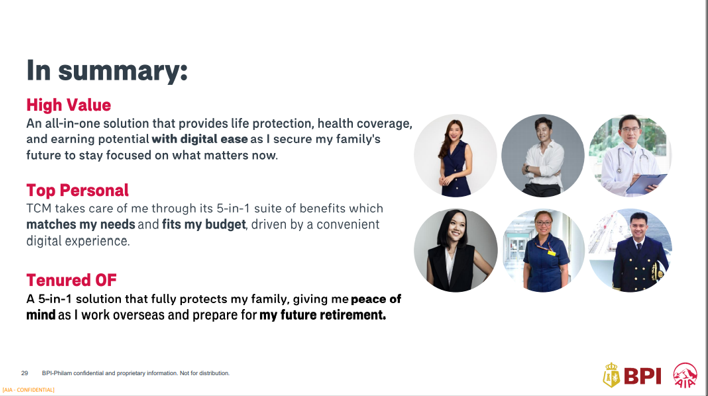 In summary:
High Value
An all-in-one solution that provides life protection, health coverage,
and earning potential with digital ease as I secure my family's
future to stay focused on what matters now.
Top Personal
TCM takes care of me through its 5-in-1 suite of benefits which
matches my needs and fits my budget, driven by a convenient
digital experience.
Tenured OF
A 5-in-1 solution that fully protects my family, giving me peace of
mind as I work overseas and prepare for my future retirement.
29 BPI-Philam confidential and proprietary information. Not for distribution.
[AIA - CONFIDENTIAL]
BPI
AIA